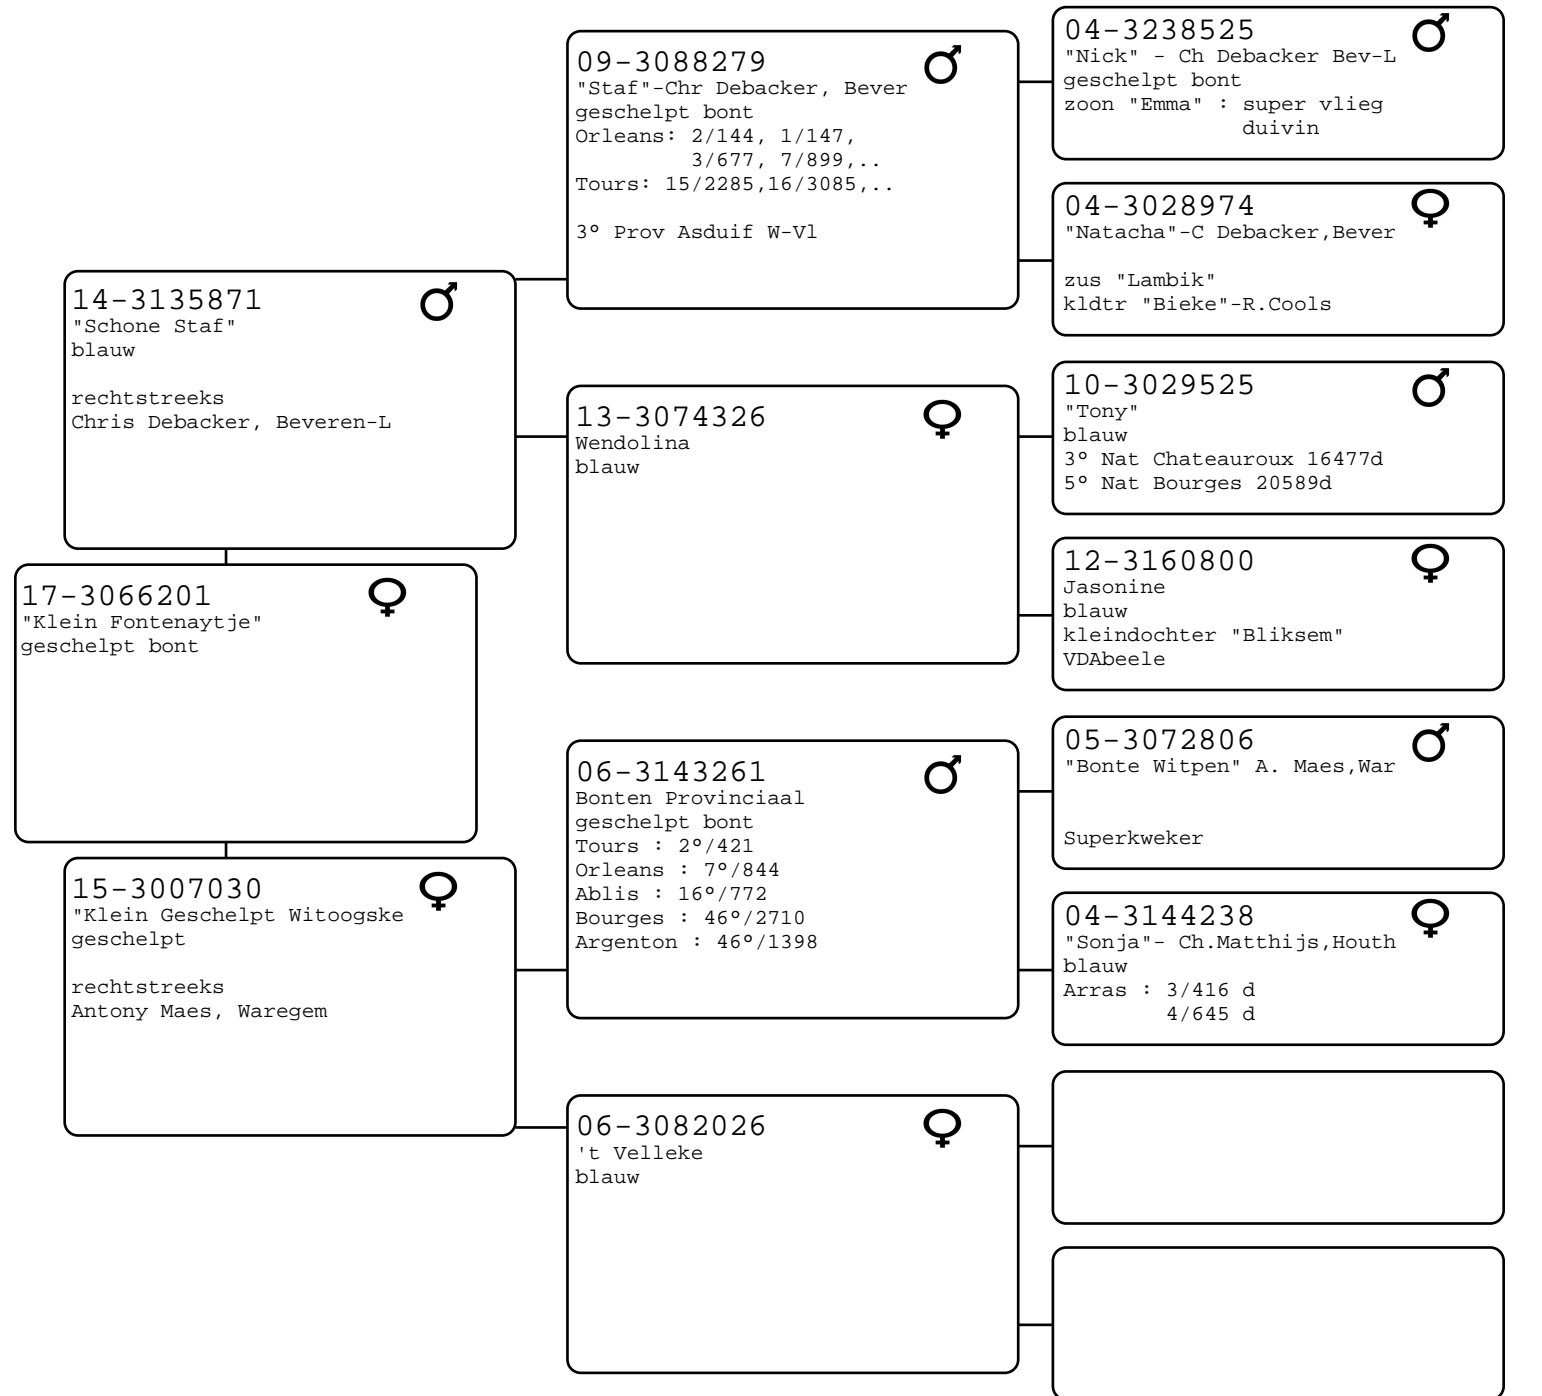 04-3238525
"Nick" - Ch Debacker Bev-L
geschelpt bont
zoon "Emma" : super vlieg
duivin
09-3088279
"Staf"-Chr Debacker, Bever
geschelpt bont
Orleans: 2/144, 1/147,
3/677, 7/899,..
Tours: 15/2285,16/3085,..
3° Prov Asduif W-Vl
04-3028974
"Natacha"-C Debacker,Bever
zus "Lambik"
kldtr "Bieke"-R.Cools
14-3135871
"Schone Staf"
blauw
rechtstreeks
Chris Debacker, Beveren-L
10-3029525
"Tony"
blauw
3° Nat Chateauroux 16477d
5° Nat Bourges 20589d
13-3074326
Wendolina
blauw
12-3160800
Jasonine
blauw
kleindochter "Bliksem"
VDAbeele
17-3066201
"Klein Fontenaytje"
geschelpt bont
05-3072806
"Bonte Witpen" A. Maes,War
Superkweker
06-3143261
Bonten Provinciaal
geschelpt bont
Tours : 2°/421
Orleans : 7°/844
Ablis : 16°/772
Bourges : 46°/2710
Argenton : 46°/1398
15-3007030
"Klein Geschelpt Witoogske
geschelpt
rechtstreeks
Antony Maes, Waregem
04-3144238
"Sonja"- Ch.Matthijs,Houth
blauw
Arras : 3/416 d
4/645 d
06-3082026
't Velleke
blauw